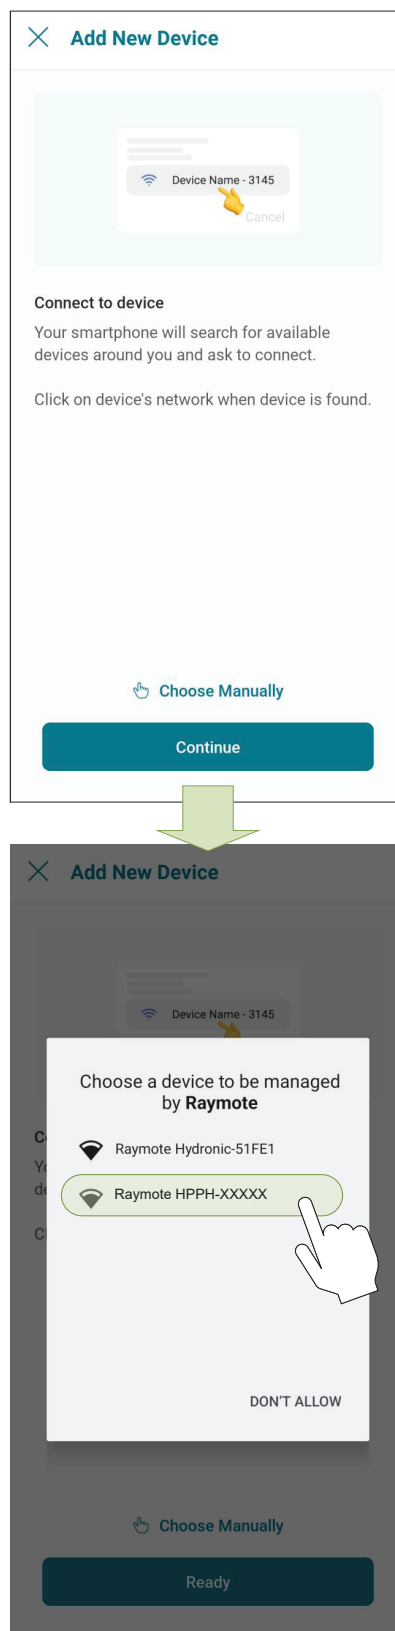 Add New Device
Device Name - 3145
Cancel
Connect to device
Your smartphone will search for available
devices around you and ask to connect.
Click on device's network when device is found.
Choose Manually
Continue
Add New Device
Device Name - 3145
Choose a device to be managed
by Raymote
Raymote Hydronic-51FE1
Raymote HPPH-XXXXX
DON'T ALLOW
Choose Manually
Ready